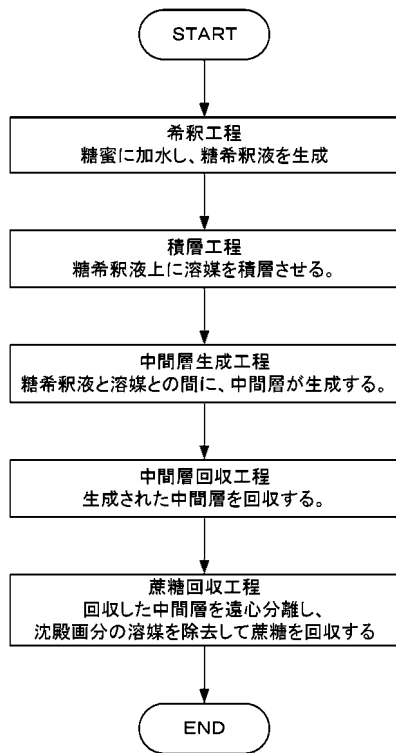 START
希釈工程
糖蜜に加水し、糖希釈液を生成
積層工程
糖希釈液上に溶媒を積層させる。
中間層生成工程
糖希釈液と溶媒との間に、中間層が生成する。
中間層回収工程
生成された中間層を回収する。
蔗糖回収工程
回収した中間層を遠心分離し、
沈殿画分の溶媒を除去して蔗糖を回収する
END